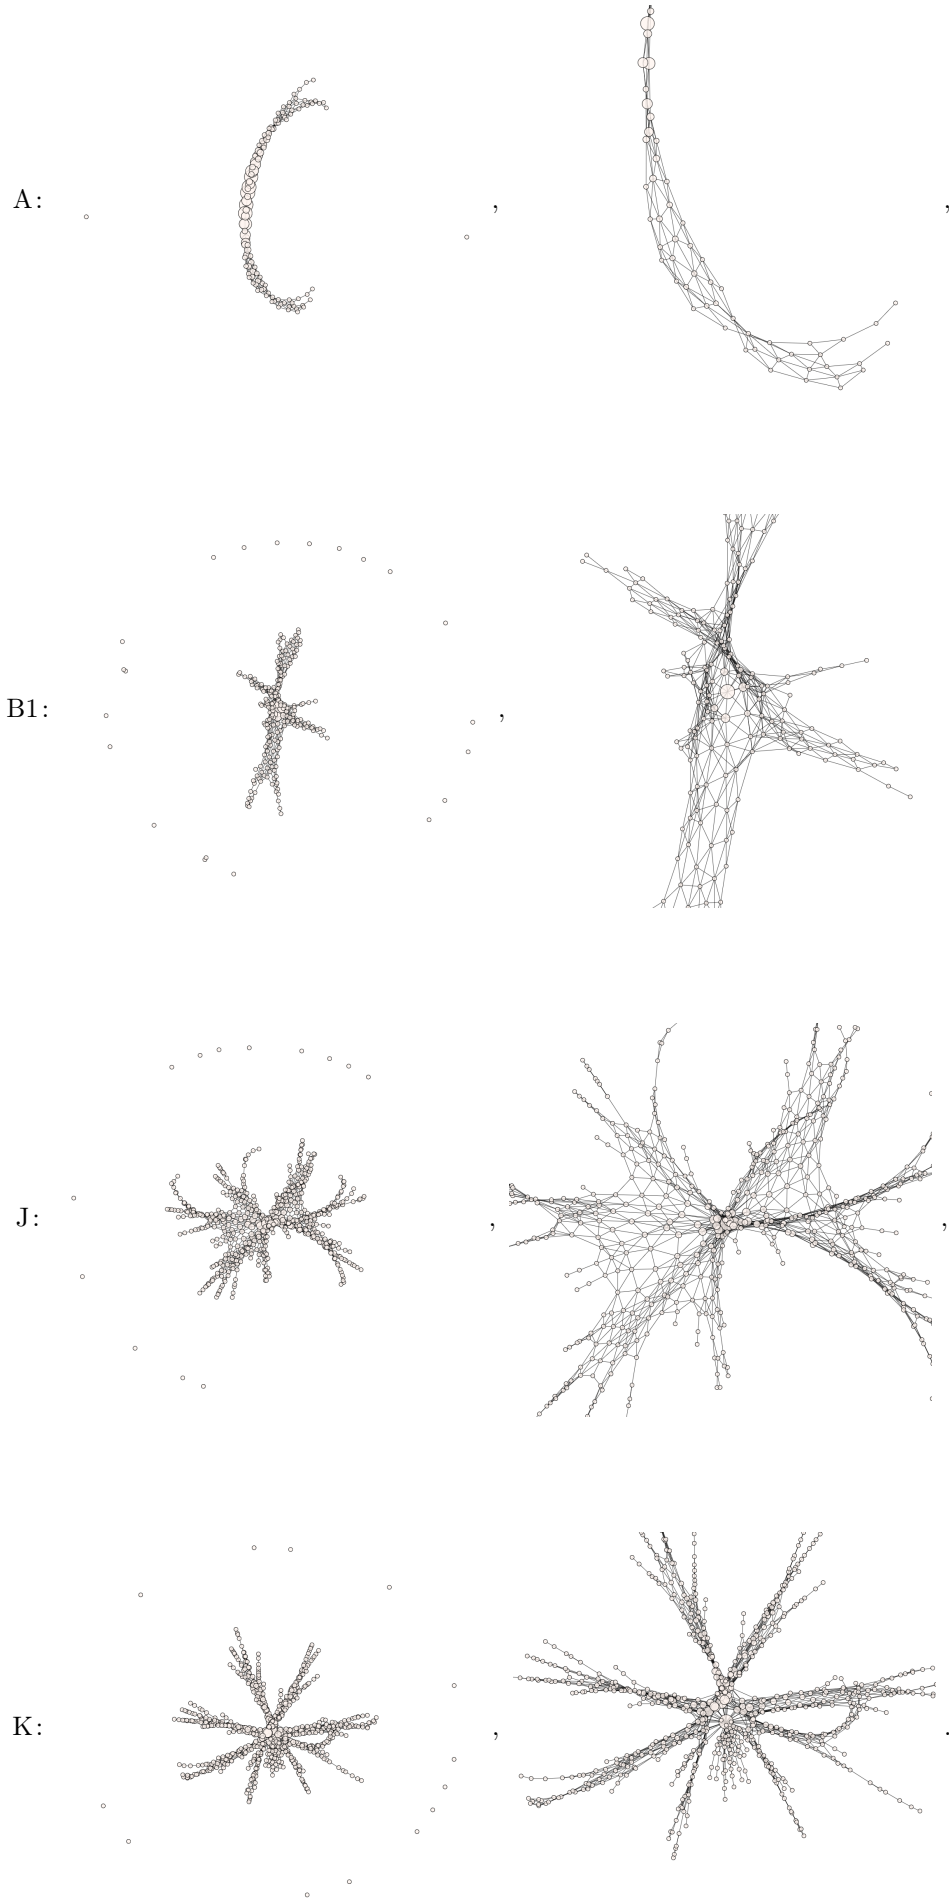 A: , ,
B1: ,
J: , ,
K: , .